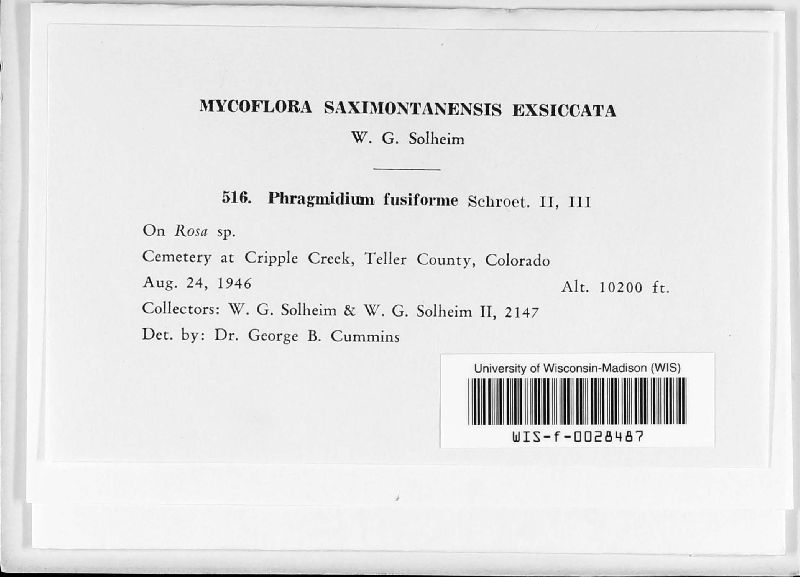 MYCOFLORA SAXIMONTANENSIS EXSICCATA
W. G. Solheim
516. Phragmidium fusiforme Schroet. II, III
On Rosa sp.
Cemetery at Cripple Creek, Teller County, Colorado
Aug. 24, 1946 Alt. 10200 ft.
Collectors: W. G. Solheim & W. G. Solheim II, 2147
Det. by: Dr. George B. Cummins
University of Wisconsin-Madison (WIS)
WIS-f-0028487